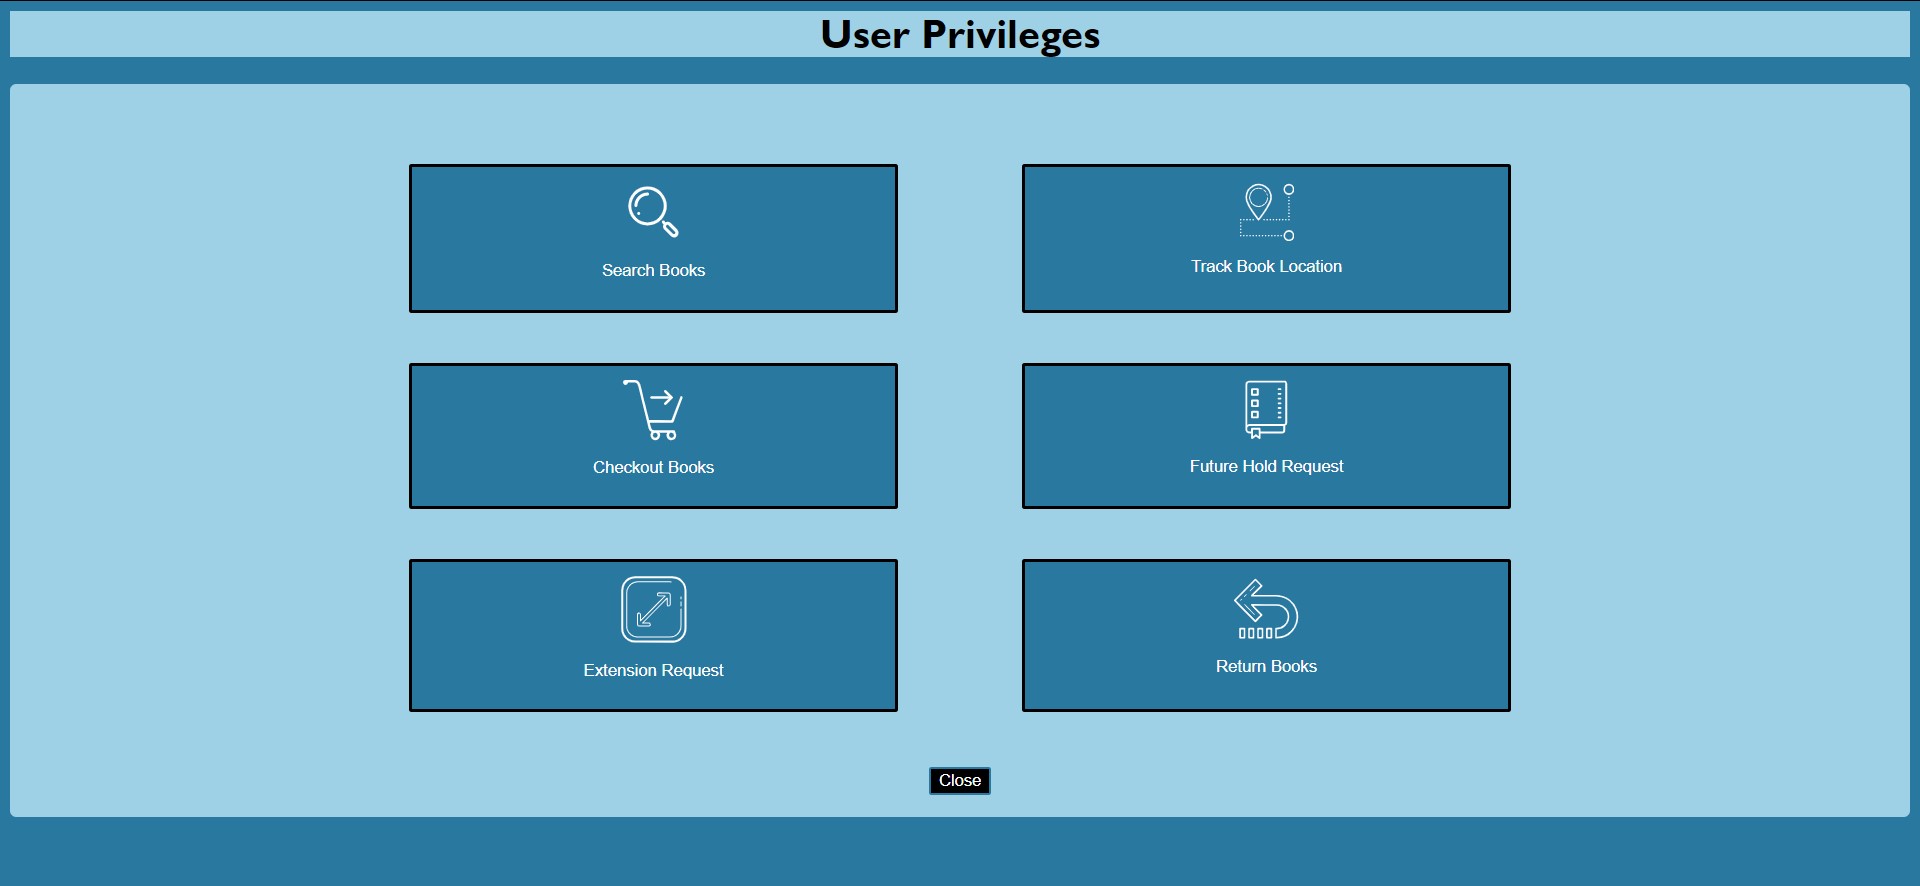 User Privileges
Search Books
Track Book Location
Checkout Books
Future Hold Request
Extension Request
Return Books
Close